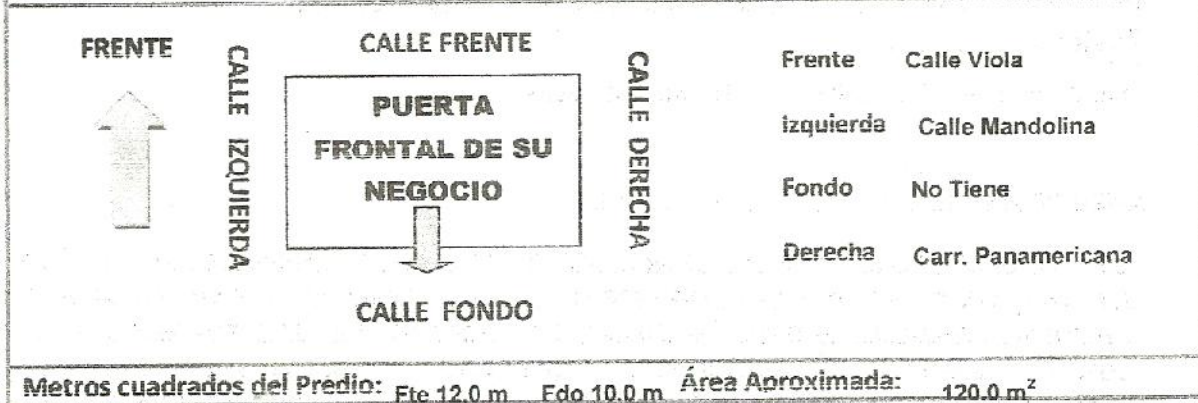 FRENTE
CALLE IZQUIERDA
CALLE FRENTE
PUERTA
FRONTAL DE SU
NEGOCIO
CALLE FONDO
CALLE DERECHA
Frente Calle Viola
Izquierda Calle Mandolina
Fondo No Tiene
Derecha Carr. Panamericana
Metros cuadrados del Predio: Fte 12.0 m Fdo 10.0 m Área Aproximada: 120.0 m²